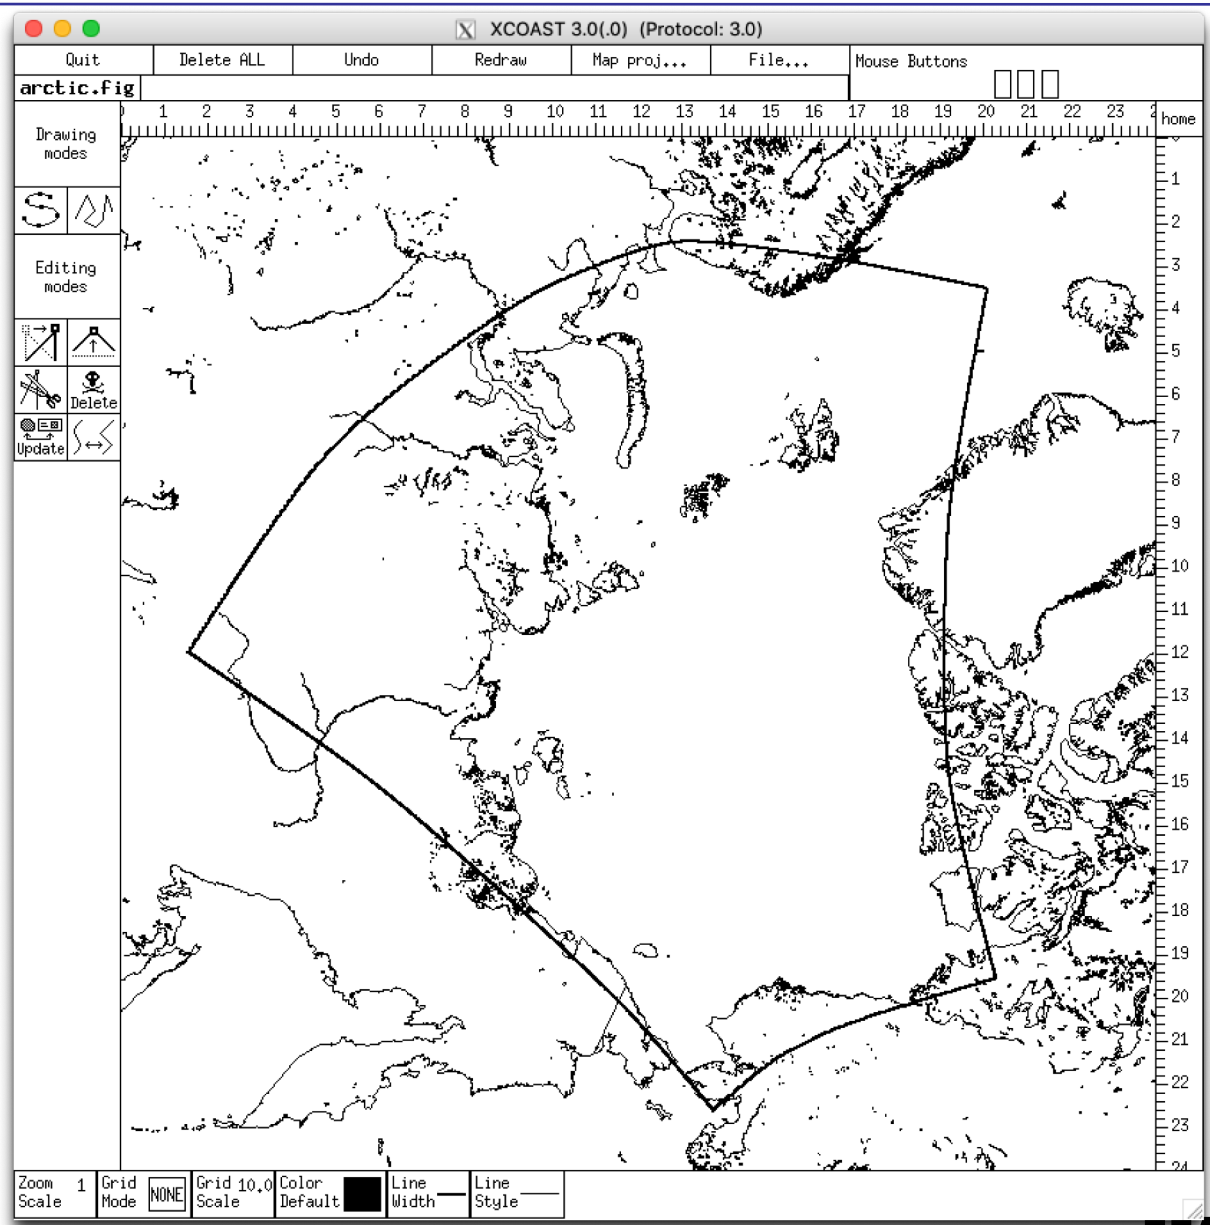 XCOAST 3.0(.0) (Protocol: 3.0)
Quit Delete ALL Undo Redraw Map proj... File... Mouse Buttons
arctic.fig
1 2 3 4 5 6 7 8 9 10 11 12 13 14 15 16 17 18 19 20 21 22 23 home
Drawing
modes
Editing
modes
Delete
Update
1
2
3
4
5
6
7
8
9
10
11
12
13
14
15
16
17
18
19
20
21
22
23
24
Zoom 1 Grid NONE Grid 10.0 Color Line Line
Scale Mode Scale Default Width Style